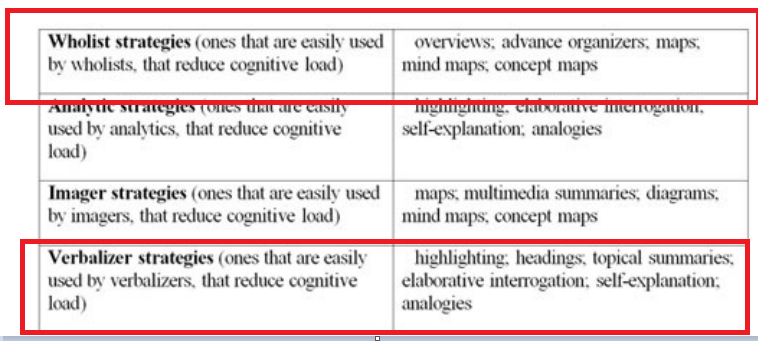 Wholist strategies (ones that are easily used
by wholists, that reduce cognitive load)
overviews; advance organizers; maps;
mind maps; concept maps
Analytic strategies (ones that are easily
used by analytics, that reduce cognitive
load)
highlighting; elaborative interrogation;
self-explanation; analogies
Imager strategies (ones that are easily used
by imagers, that reduce cognitive load)
maps; multimedia summaries; diagrams;
mind maps; concept maps
Verbalizer strategies (ones that are easily
used by verbalizers, that reduce cognitive
load)
highlighting; headings; topical summaries;
elaborative interrogation; self-explanation;
analogies